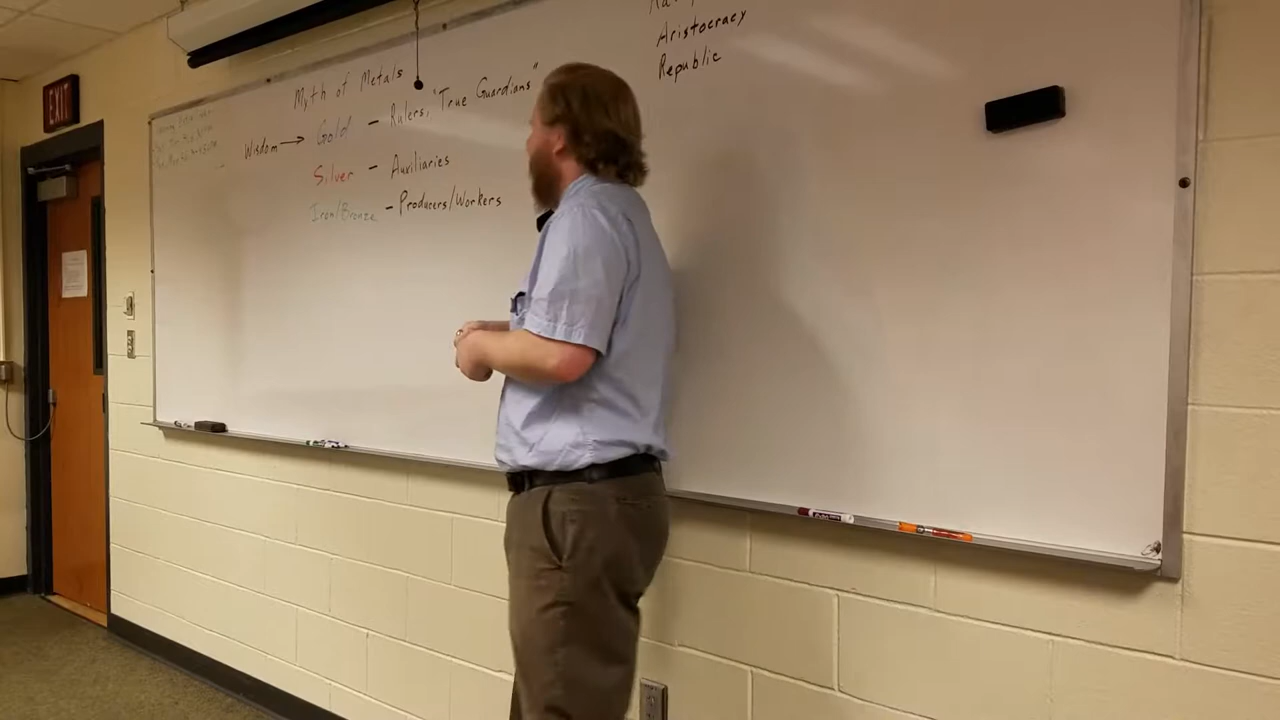 EXIT
Myth of Metals
Wisdom → Gold – Rulers, "True Guardians"
Silver – Auxiliaries
Iron/Bronze – Producers/Workers
Aristocracy
Republic